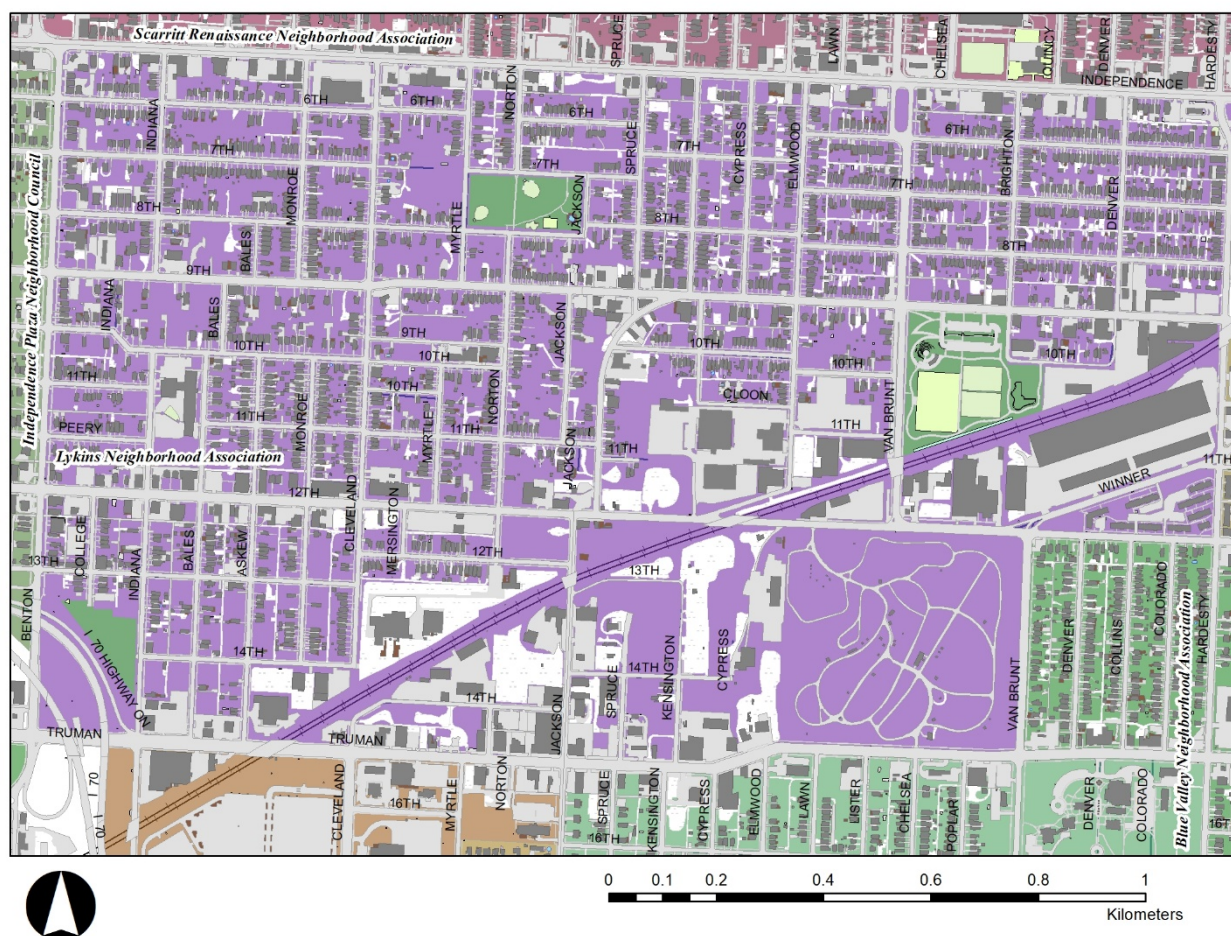 Scarritt Renaissance Neighborhood Association
SPRUCE
LAWN
CHELSEA
QUINCY
DENVER
HARDESTY
INDEPENDENCE
NORTON
INDIANA
6TH
6TH
6TH
6TH
7TH
7TH
7TH
7TH
SPRUCE
CYPRESS
ELMWOOD
BRIGHTON
DENVER
MONROE
8TH
8TH
8TH
MYRTLE
JACKSON
BALES
9TH
Independence Plaza Neighborhood Council
INDIANA
BALES
9TH
JACKSON
10TH
10TH
10TH
10TH
10TH
10TH
11TH
CLOON
MONROE
11TH
MYRTLE
11TH
NORTON
11TH
11TH
VAN BRUNT
PEERY
Lykins Neighborhood Association
JACKSON
WINNER
11TH
12TH
CLEVELAND
MERSINGTON
12TH
13TH
COLLEGE
INDIANA
BALES
ASKEW
13TH
BENTON
14TH
14TH
14TH
I 70 HIGHWAY ON
SPRUCE
KENSINGTON
CYPRESS
JACKSON
VAN BRUNT
DENVER
COLLINS
COLORADO
HARDESTY
Blue Valley Neighborhood Association
TRUMAN
TRUMAN
I 70
CLEVELAND
16TH
MYRTLE
NORTON
SPRUCE
16TH
KENSINGTON
CYPRESS
ELMWOOD
LAWN
LISTER
CHELSEA
POPLAR
DENVER
COLORADO
16TH
0 0.1 0.2 0.4 0.6 0.8 1
Kilometers